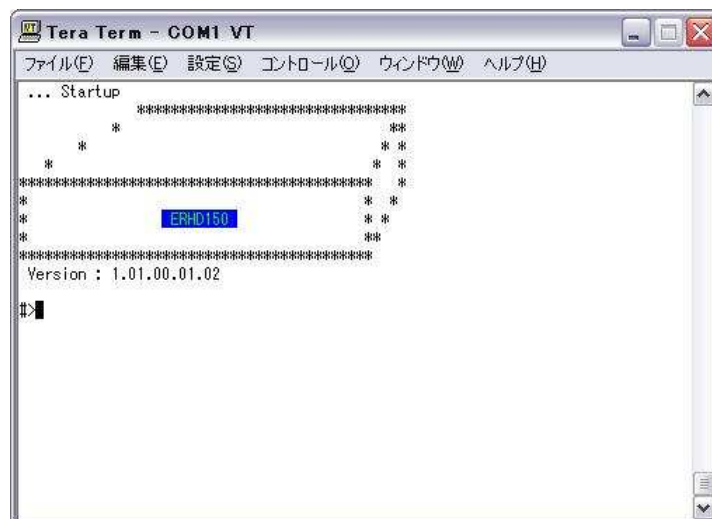 Tera Term - COM1 VT
ファイル(F) 編集(E) 設定(S) コントロール(O) ウィンドウ(W) ヘルプ(H)
... Startup
ERHD150
Version : 1.01.00.01.02
#>